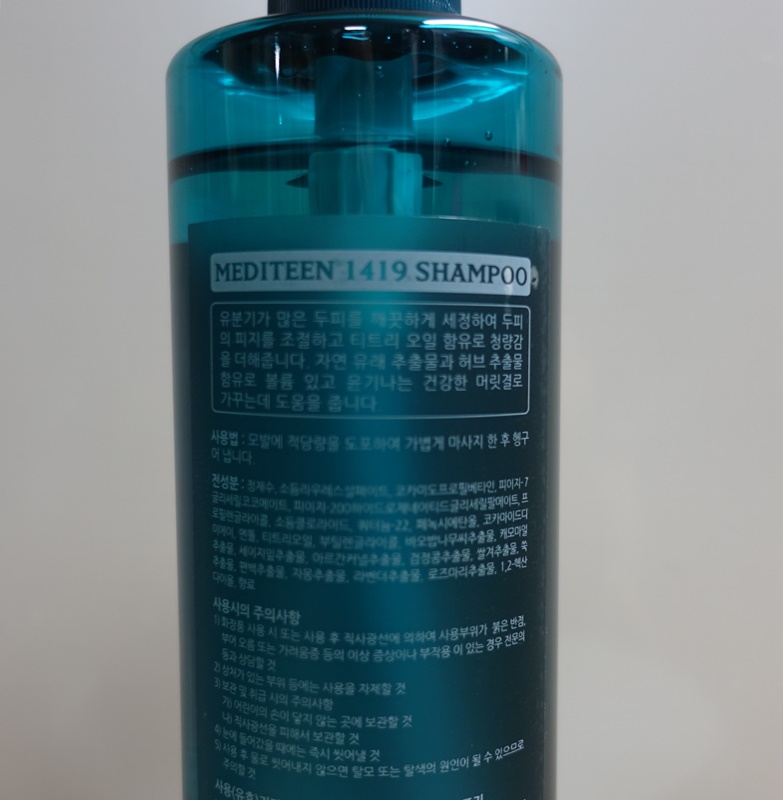 MEDITEEN 1419 SHAMPOO
유분기가 많은 두피를 깨끗하게 세정하여 두피
의 피지를 조절하고 티트리 오일 함유로 청량감
을 더해줍니다. 자연 유래 추출물과 허브 추출물
함유로 볼륨 있고 윤기나는 건강한 머릿결로
가꾸는데 도움을 줍니다.
사용법 : 모발에 적당량을 도포하여 가볍게 마사지 한 후 헹구
어 냅니다.
전성분 : 정제수, 소듐라우레스설페이트, 코카미도프로필베타인, 피이지-7
글리세릴코코에이트, 피이지-200하이드로제네이티드글리세릴팔메이트, 프
로필렌글라이콜, 소듐클로라이드, 쿼터늄-22, 페녹시에탄올, 코카마이드디
이에이, 멘톨, 티트리오일, 부틸렌글라이콜, 바오밥나무씨추출물, 캐모마일
추출물, 세이지잎추출물, 아르간커넬추출물, 검정콩추출물, 쌀겨추출물, 쑥
추출물, 편백추출물, 자몽추출물, 라벤더추출물, 로즈마리추출물, 1,2-헥산
다이올, 향료
사용시의 주의사항
1) 화장품 사용 시 또는 사용 후 직사광선에 의하여 사용부위가 붉은 반점,
부어 오름 또는 가려움증 등의 이상 증상이나 부작용이 있는 경우 전문의
등과 상담할 것
2) 상처가 있는 부위 등에는 사용을 자제할 것
3) 보관 및 취급 시의 주의사항
가) 어린이의 손이 닿지 않는 곳에 보관할 것
나) 직사광선을 피해서 보관할 것
4) 눈에 들어갔을 때에는 즉시 씻어낼 것
5) 사용 후 물로 씻어내지 않으면 탈모 또는 탈색의 원인이 될 수 있으므로
주의할 것